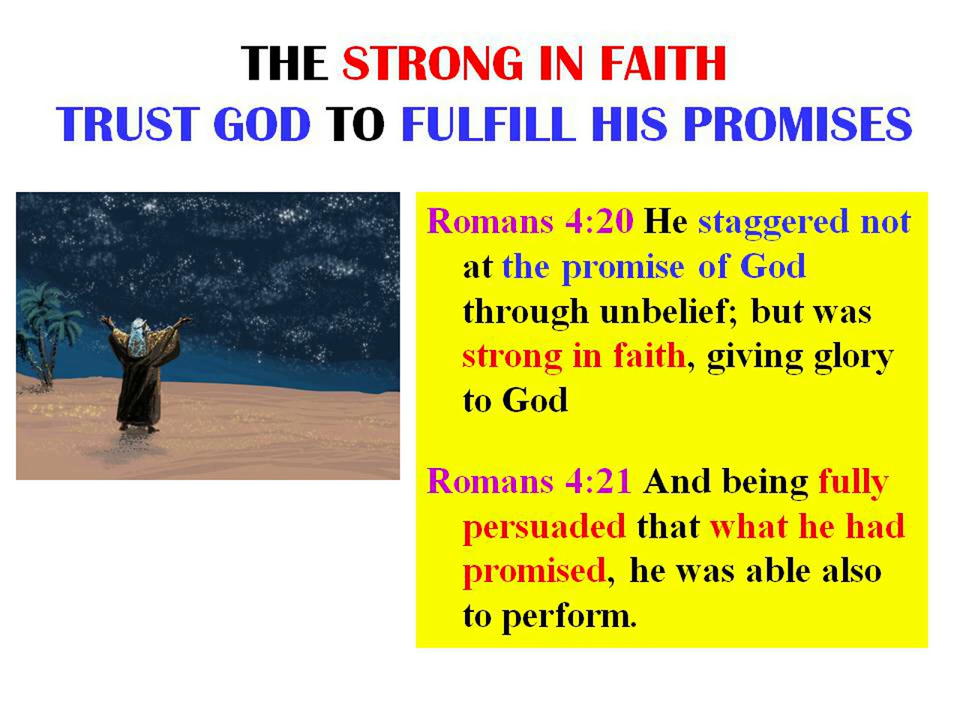 THE STRONG IN FAITH
TRUST GOD TO FULFILL HIS PROMISES
Romans 4:20 He staggered not
at the promise of God
through unbelief; but was
strong in faith, giving glory
to God
Romans 4:21 And being fully
persuaded that what he had
promised, he was able also
to perform.